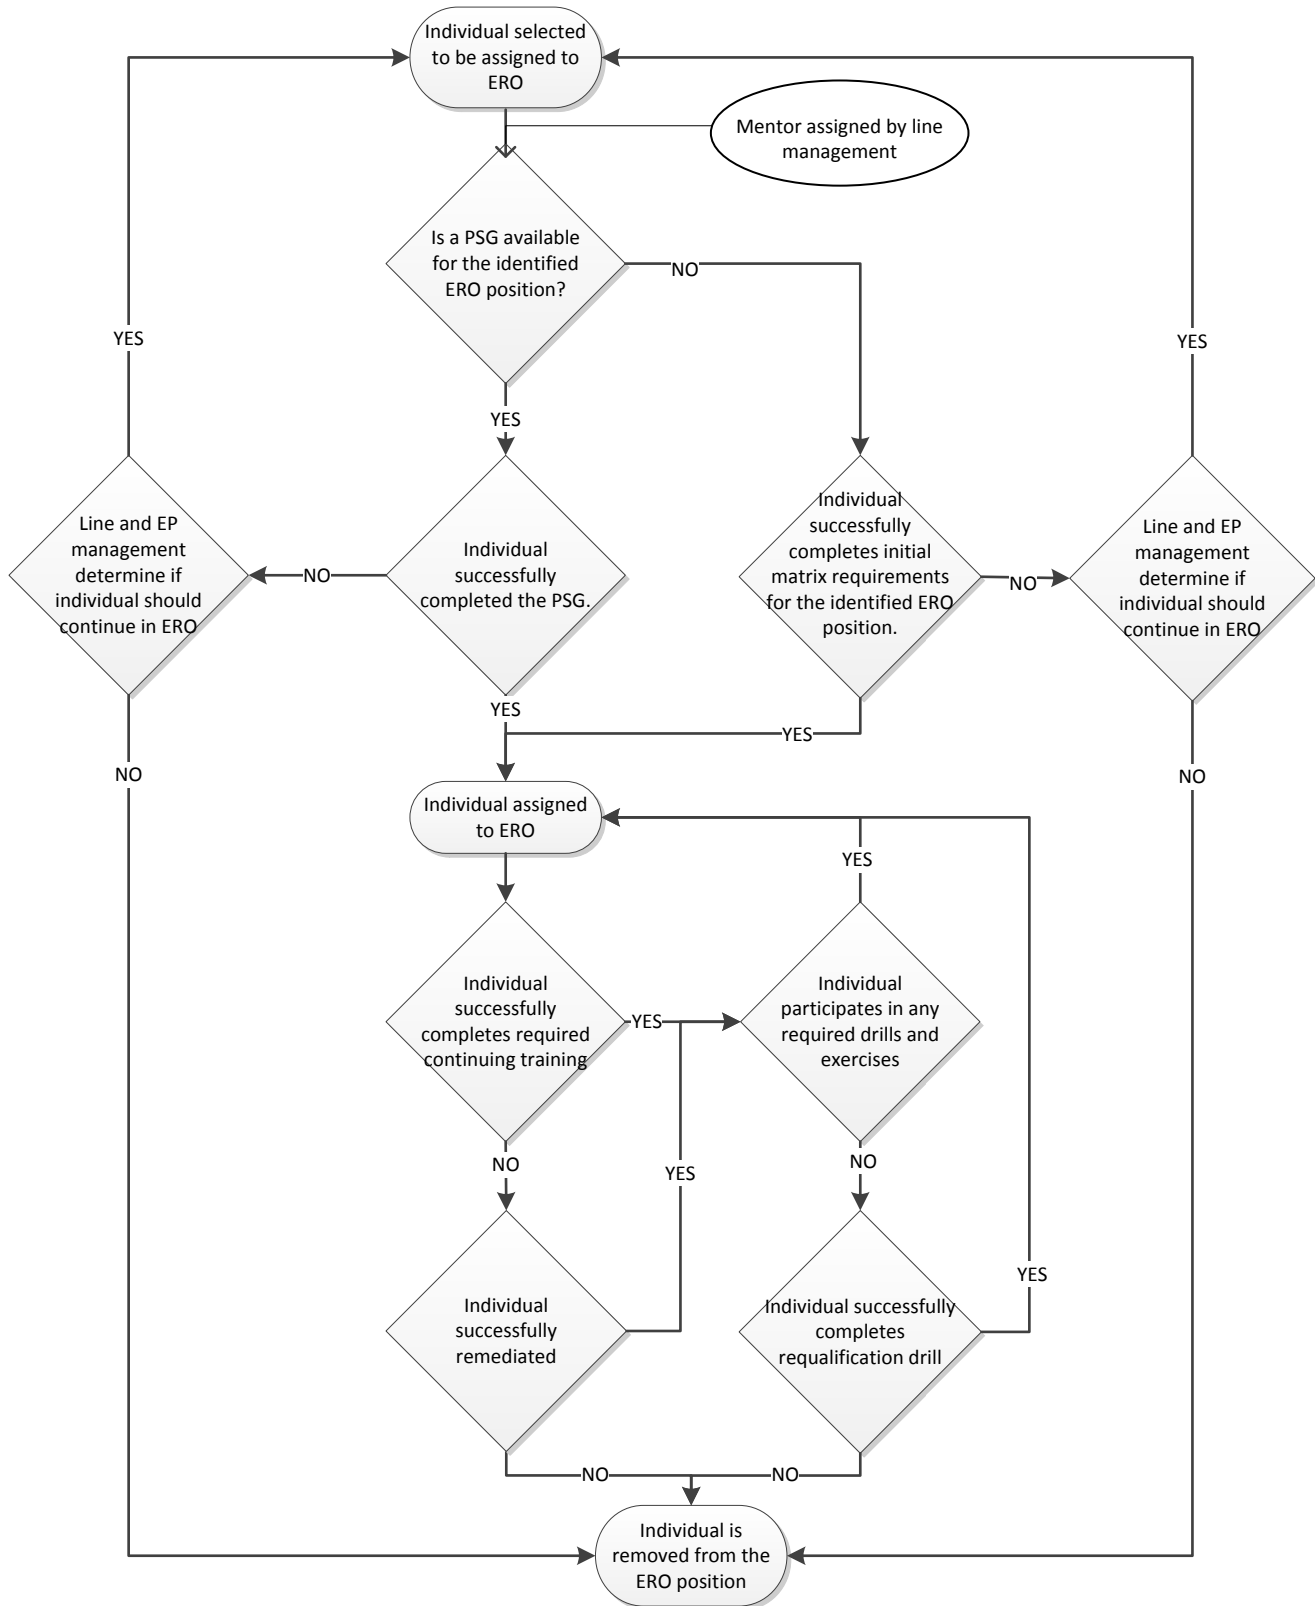 Individual selected
to be assigned to
ERO
Mentor assigned by line
management
Is a PSG available
for the identified
ERO position?
NO
YES
YES
YES
Line and EP
management
determine if
individual should
continue in ERO
NO
Individual
successfully
completed the PSG.
Individual
successfully
completes initial
matrix requirements
for the identified ERO
position.
NO
Line and EP
management
determine if
individual should
continue in ERO
YES
YES
NO
NO
Individual assigned
to ERO
YES
Individual
successfully
completes required
continuing training
YES
Individual
participates in any
required drills and
exercises
NO
YES
NO
YES
Individual
successfully
remediated
Individual successfully
completes
requalification drill
NO
NO
Individual is
removed from the
ERO position